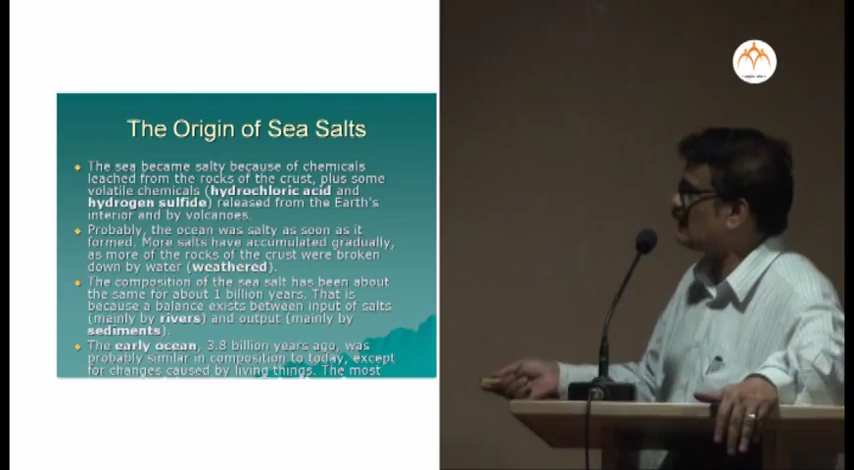 The Origin of Sea Salts
The sea became salty because of chemicals
leached from the rocks of the crust, plus some
volatile chemicals (hydrochloric acid and
hydrogen sulfide) released from the Earth's
interior and by volcanoes.
Probably, the ocean was salty as soon as it
formed. More salts have accumulated gradually,
as more of the rocks of the crust were broken
down by water (weathered).
The composition of the sea salt has been about
the same for about 1 billion years. That is
because a balance exists between input of salts
(mainly by rivers) and output (mainly by
sediments).
The early ocean, 3.8 billion years ago, was
probably similar in composition to today, except
for changes caused by living things. The most